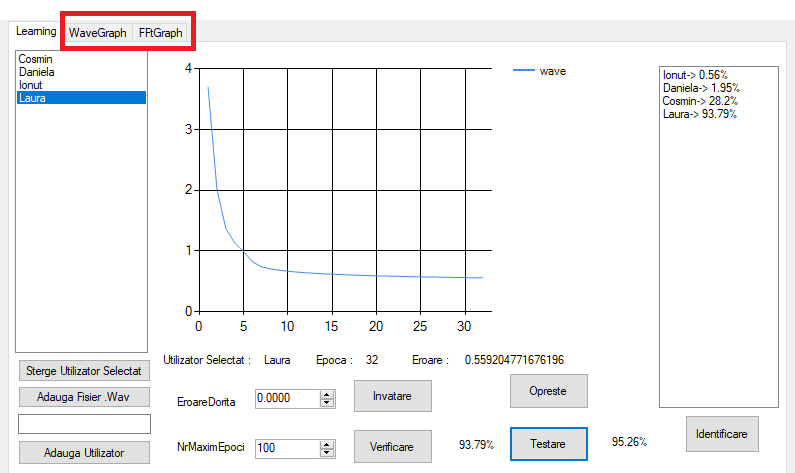 Learning WaveGraph FFtGraph
Cosmin
Daniela
Ionut
Laura
4
3
2
1
0
0 5 10 15 20 25 30
wave
Ionut-> 0.56%
Daniela-> 1.95%
Cosmin-> 28.2%
Laura-> 93.79%
Utilizator Selectat : Laura Epoca : 32 Eroare : 0.559204771676196
Sterge Utilizator Selectat
Adauga Fisier .Wav
Adauga Utilizator
EroareDorita 0.0000 Invatare Opreste
NrMaximEpoci 100 Verificare 93.79% Testare 95.26% Identificare